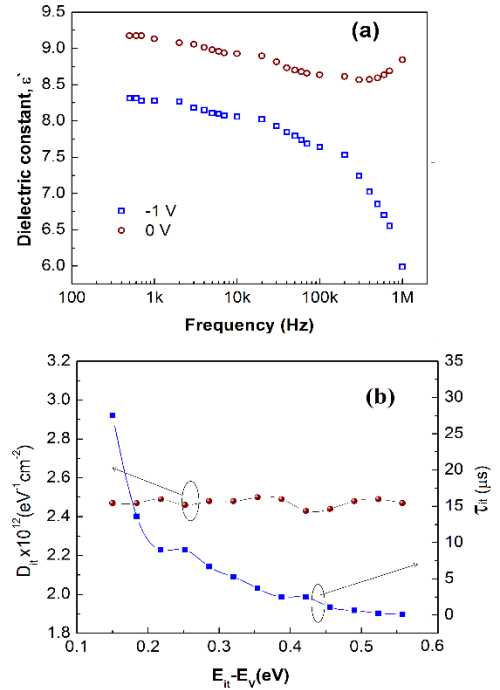 (a)
9.5
9.0
8.5
8.0
7.5
7.0
6.5
6.0
Dielectric constant, ε`
-1 V
0 V
100 1k 10k 100k 1M
Frequency (Hz)
(b)
3.2
3.0
2.8
2.6
2.4
2.2
2.0
1.8
D_it x10^12 (eV^-1 cm^-2)
35
30
25
20
15
10
5
0
τ_it (μs)
0.1 0.2 0.3 0.4 0.5 0.6
E_it-E_V(eV)